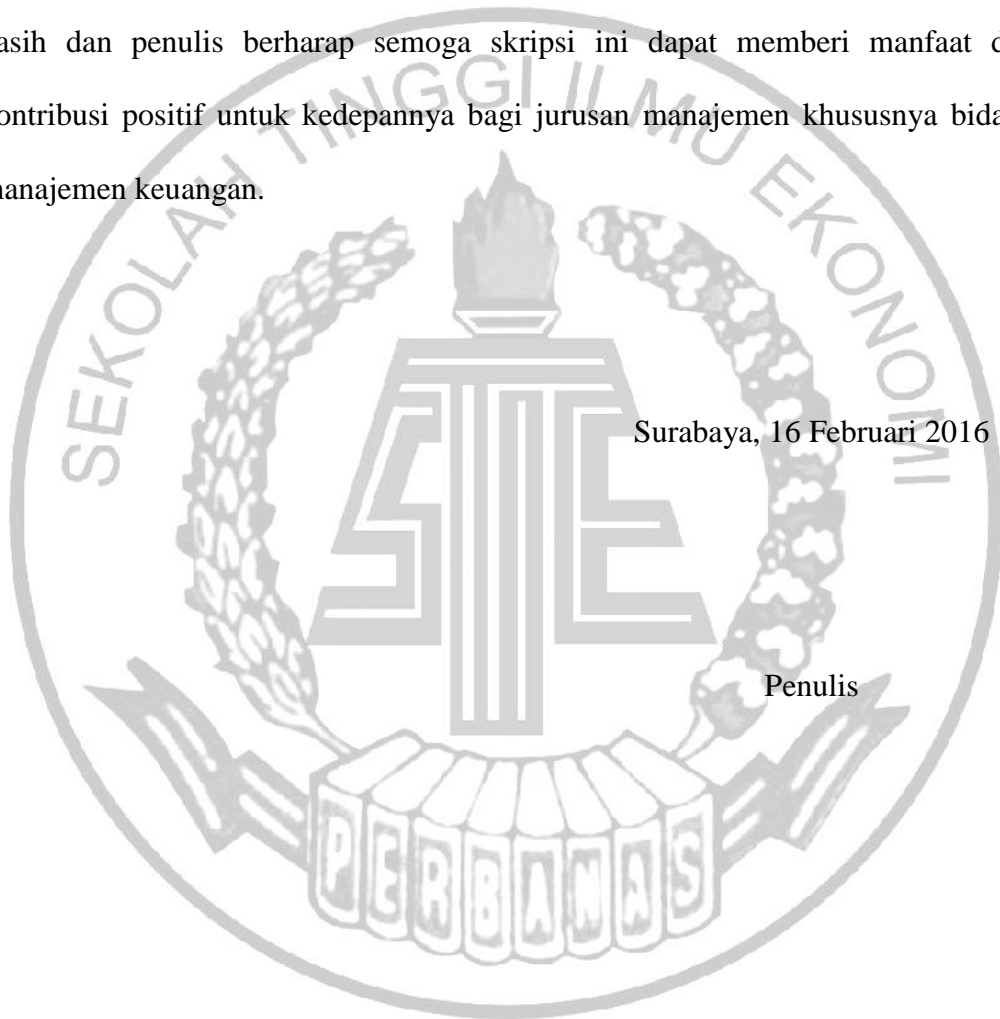 asih dan penulis berharap semoga skripsi ini dapat memberi manfaat d
ontribusi positif untuk kedepannya bagi jurusan manajemen khususnya bida
manajemen keuangan.
SEKOLAH TINGGI ILMU EKONOMI
STIE
Surabaya, 16 Februari 2016
Penulis
PERBANAS